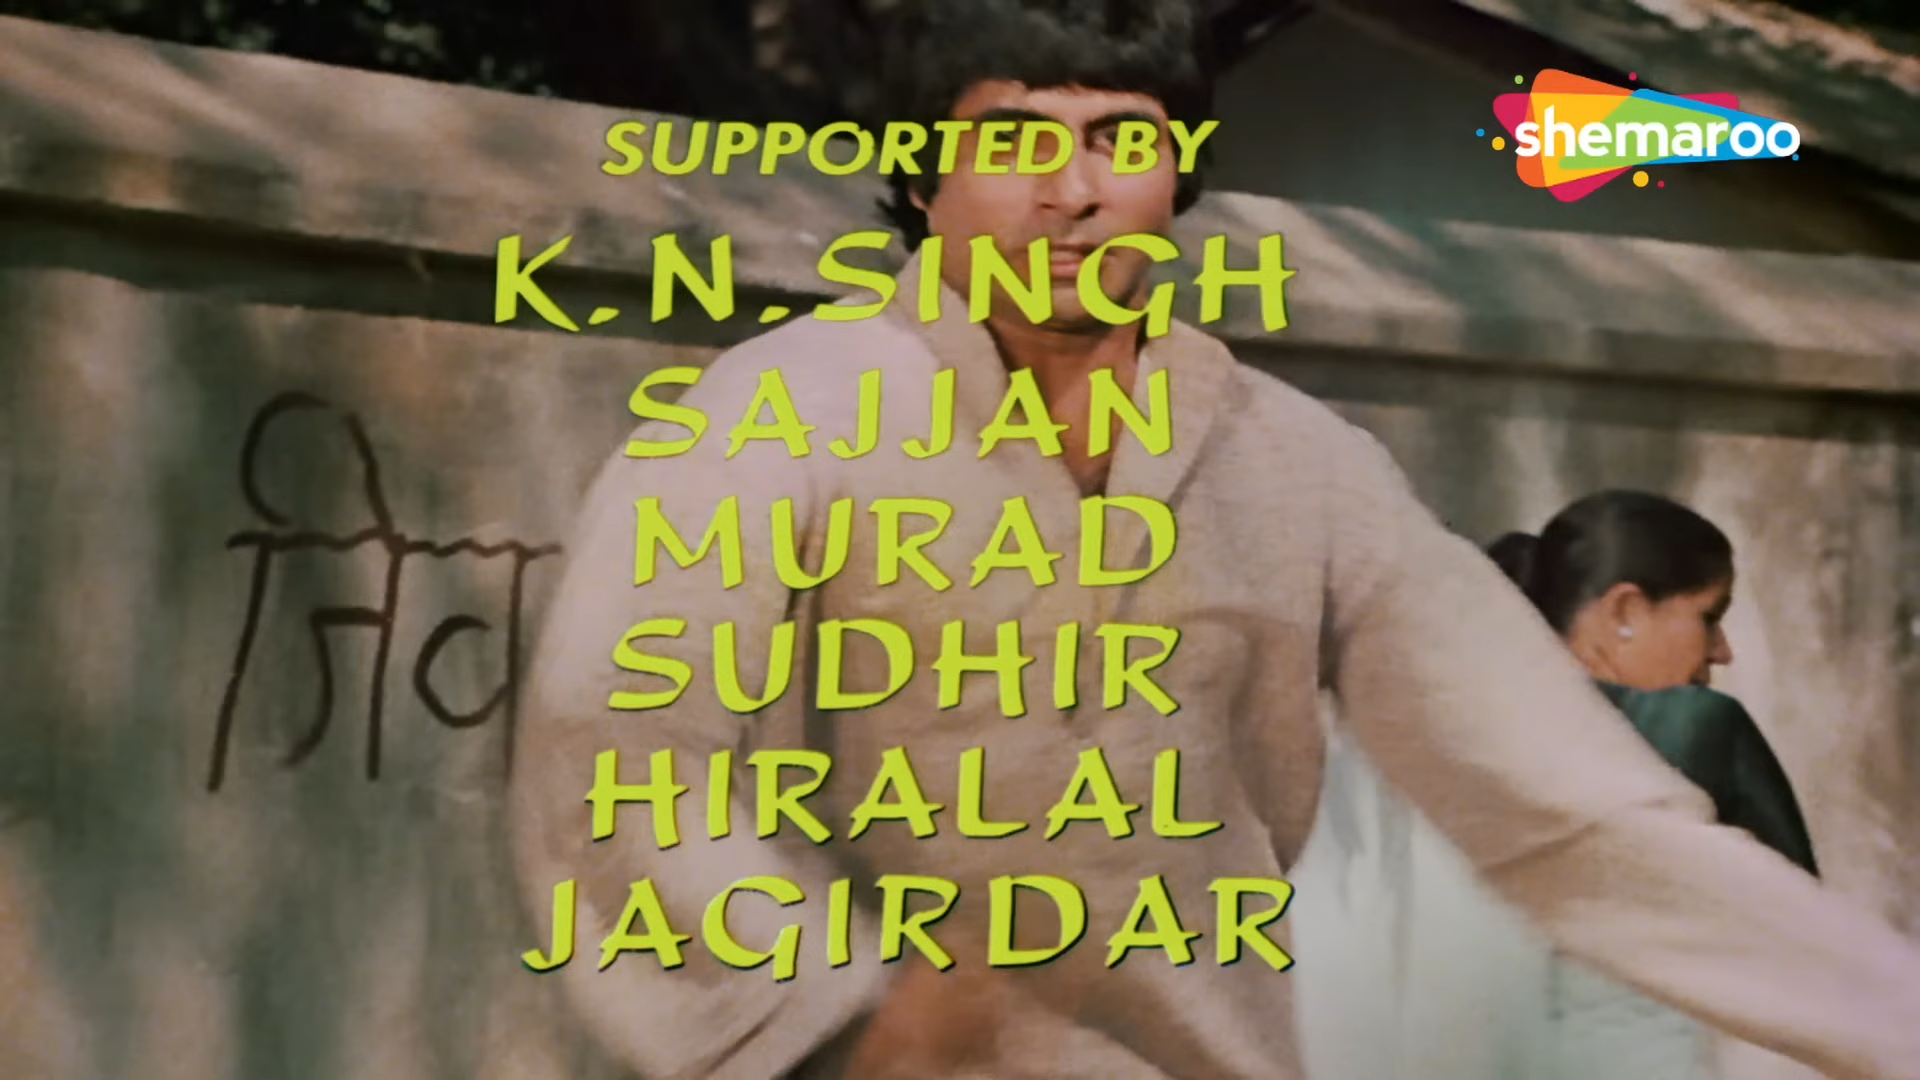 SUPPORTED BY
shemaroo
K.N.SINGH
SAJJAN
MURAD
SUDHIR
HIRALAL
JAGIRDAR